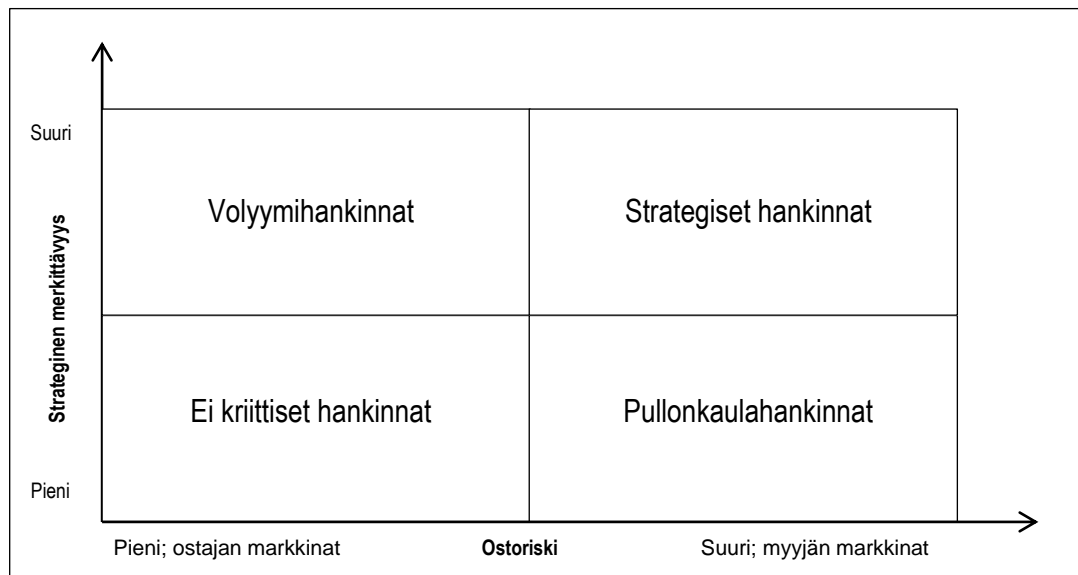 Suuri
Volyymihankinnat
Strategiset hankinnat
Strateginen merkittävyys
Ei kriittiset hankinnat
Pullonkaulahankinnat
Pieni
Pieni; ostajan markkinat
Ostoriski
Suuri; myyjän markkinat